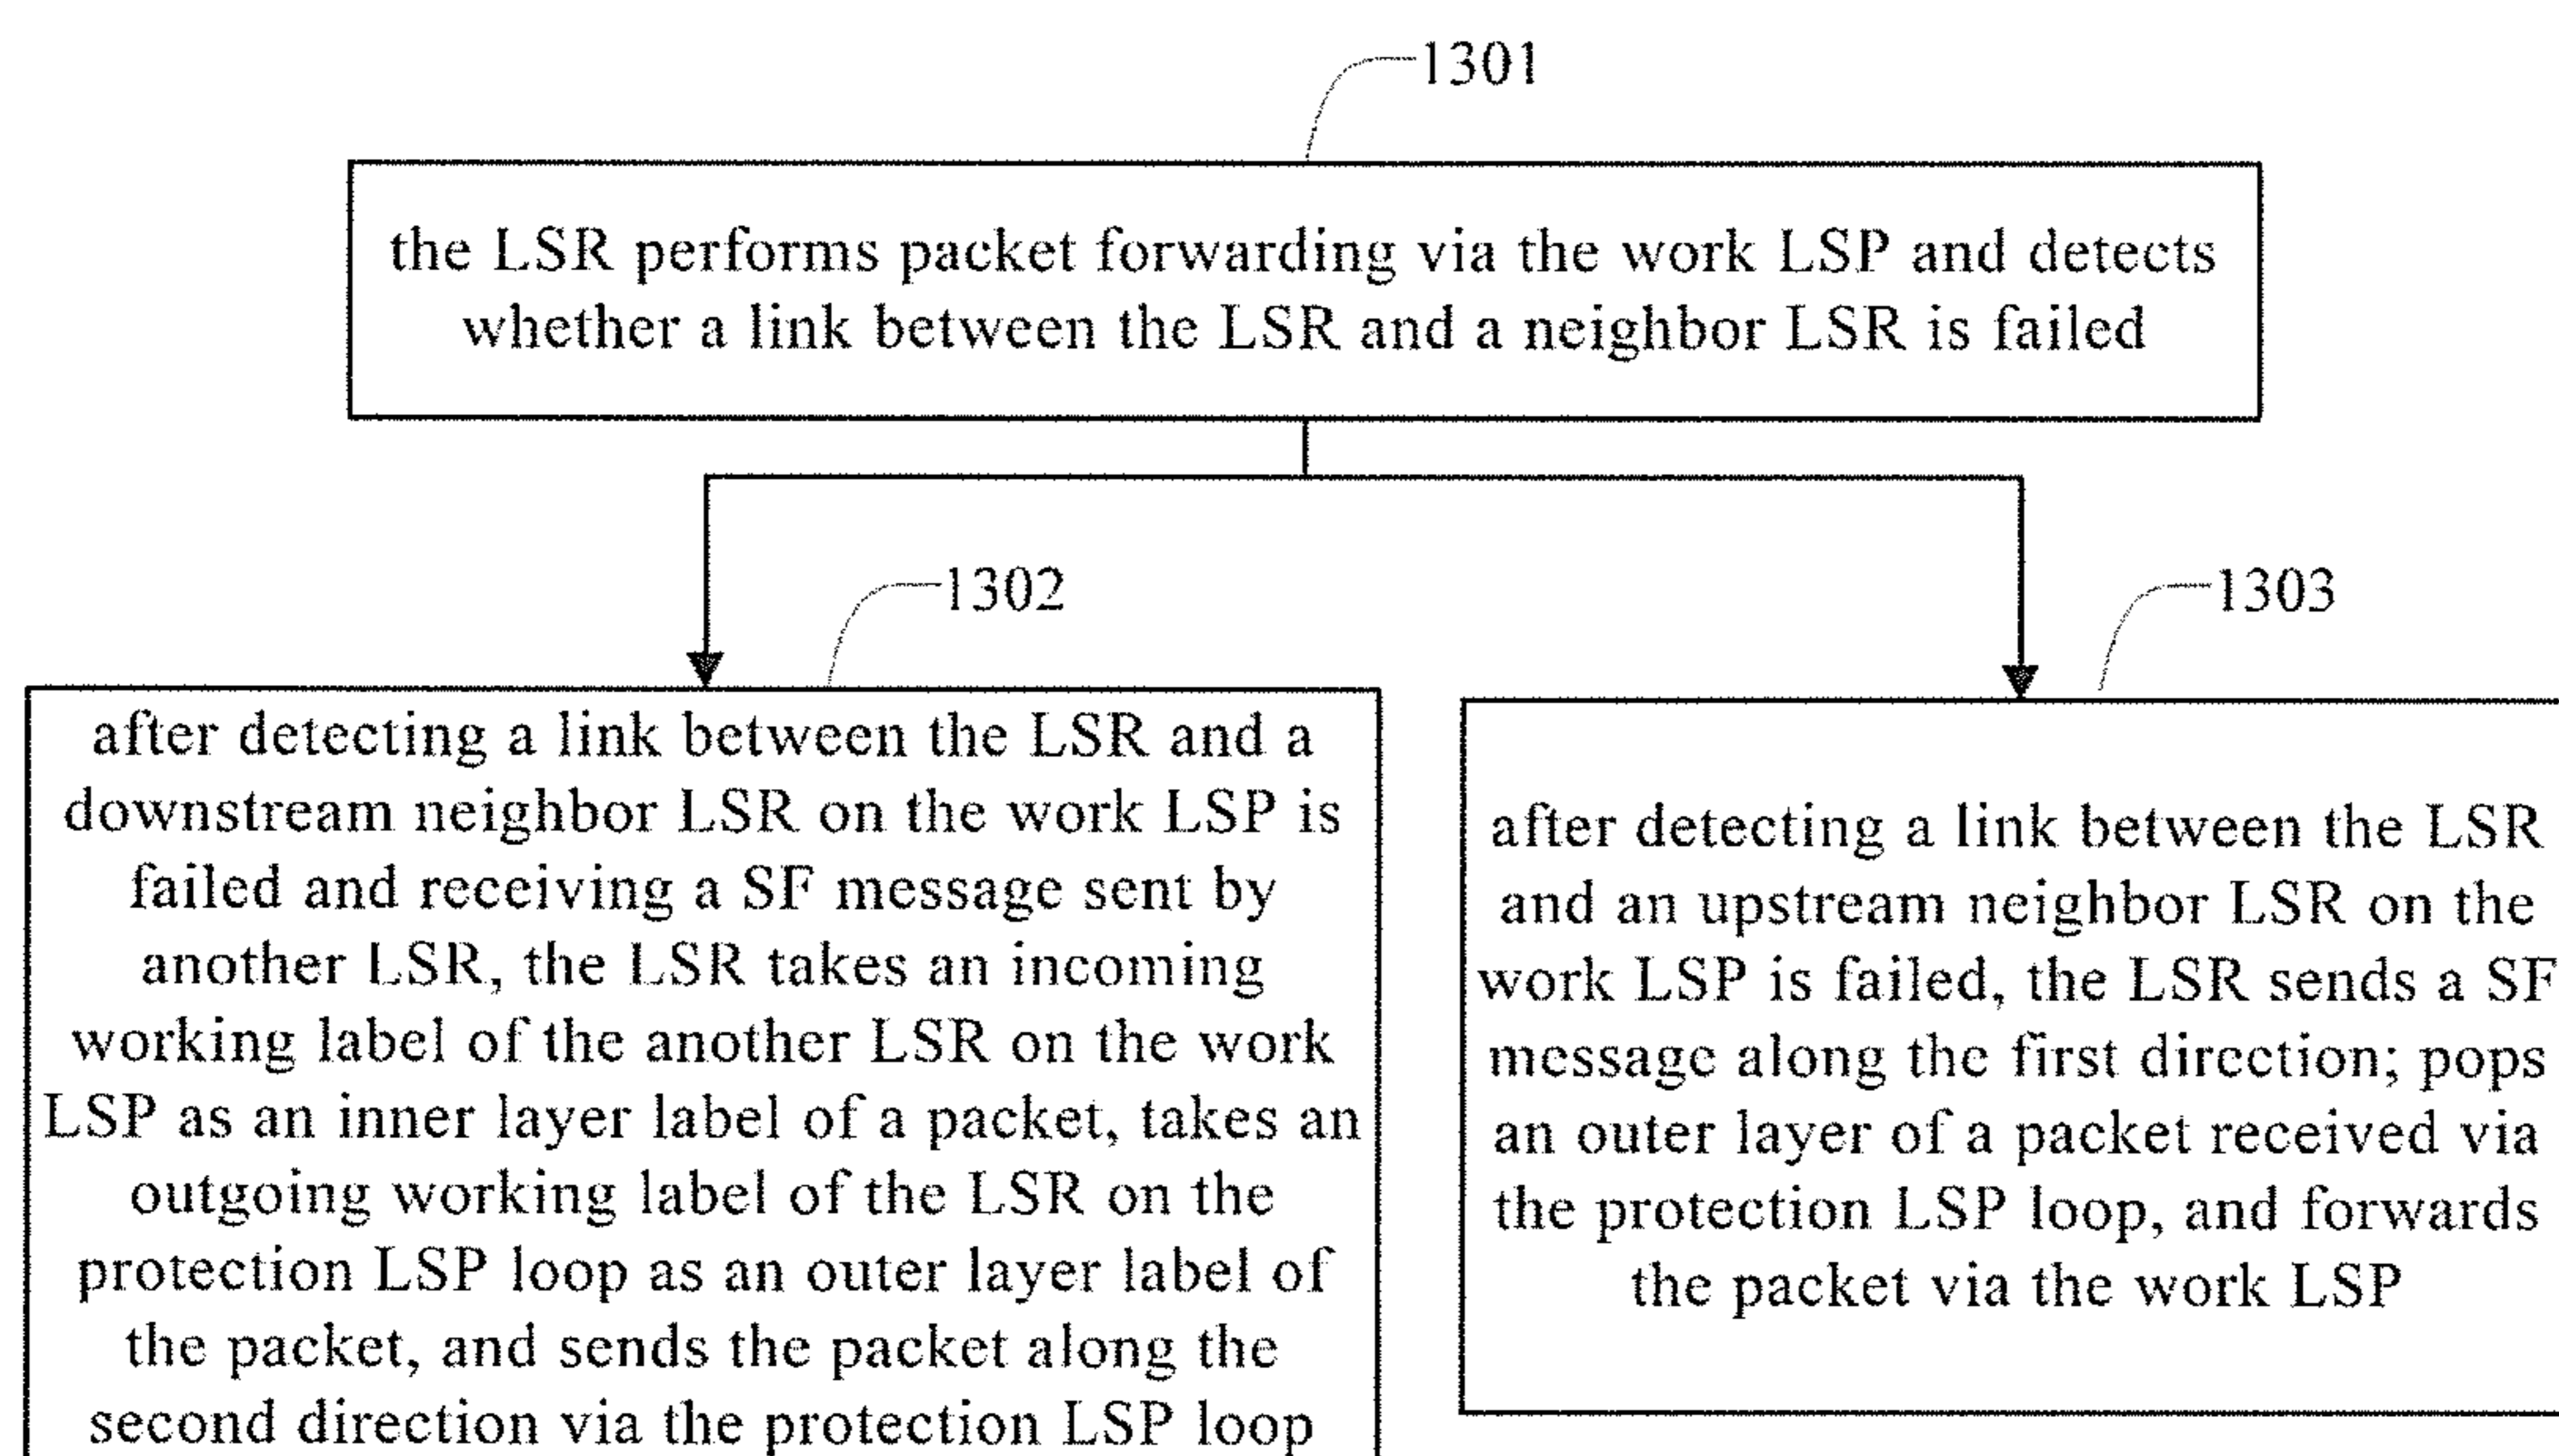 1301
the LSR performs packet forwarding via the work LSP and detects
whether a link between the LSR and a neighbor LSR is failed
1302
after detecting a link between the LSR and a
downstream neighbor LSR on the work LSP is
failed and receiving a SF message sent by
another LSR, the LSR takes an incoming
working label of the another LSR on the work
LSP as an inner layer label of a packet, takes an
outgoing working label of the LSR on the
protection LSP loop as an outer layer label of
the packet, and sends the packet along the
second direction via the protection LSP loop
1303
after detecting a link between the LSR
and an upstream neighbor LSR on the
work LSP is failed, the LSR sends a SF
message along the first direction; pops
an outer layer of a packet received via
the protection LSP loop, and forwards
the packet via the work LSP